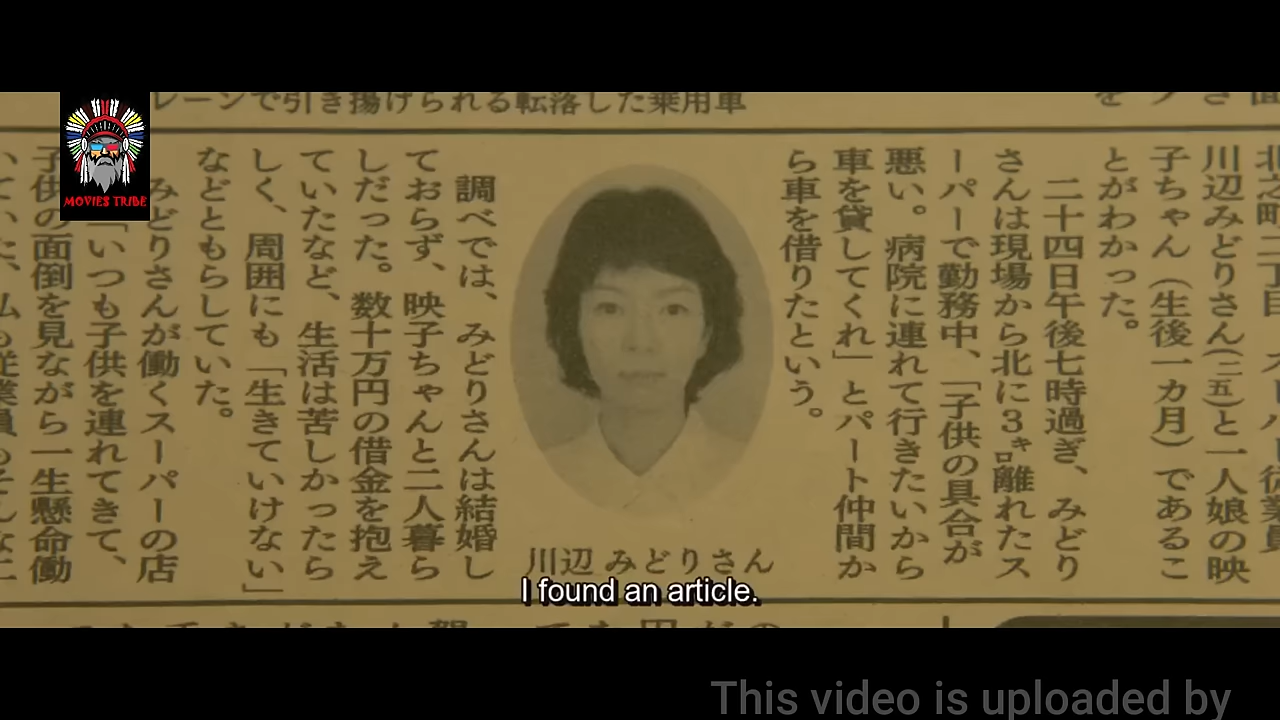 レーンで引き揚げられる転落した乗用車
川辺みどりさん(二五)と一人娘の映
子ちゃん(生後一カ月)であるこ
とがわかった。
二十四日午後七時過ぎ、みどり
さんは現場から北に3キロ離れたス
ーパーで勤務中、「子供の具合が
悪い。病院に連れて行きたいから
車を貸してくれ」とパート仲間か
ら車を借りたという。
川辺 みどりさん
調べでは、みどりさんは結婚し
ておらず、映子ちゃんと二人暮ら
しだった。数十万円の借金を抱え
ていたなど、生活は苦しかったら
しく、周囲にも「生きていけない」
などともらしていた。
みどりさんが働くスーパーの店
「いつも子供を連れてきて、
子供の面倒を見ながら一生懸命働
MOVIES TRIBE
I found an article.
This video is uploaded by